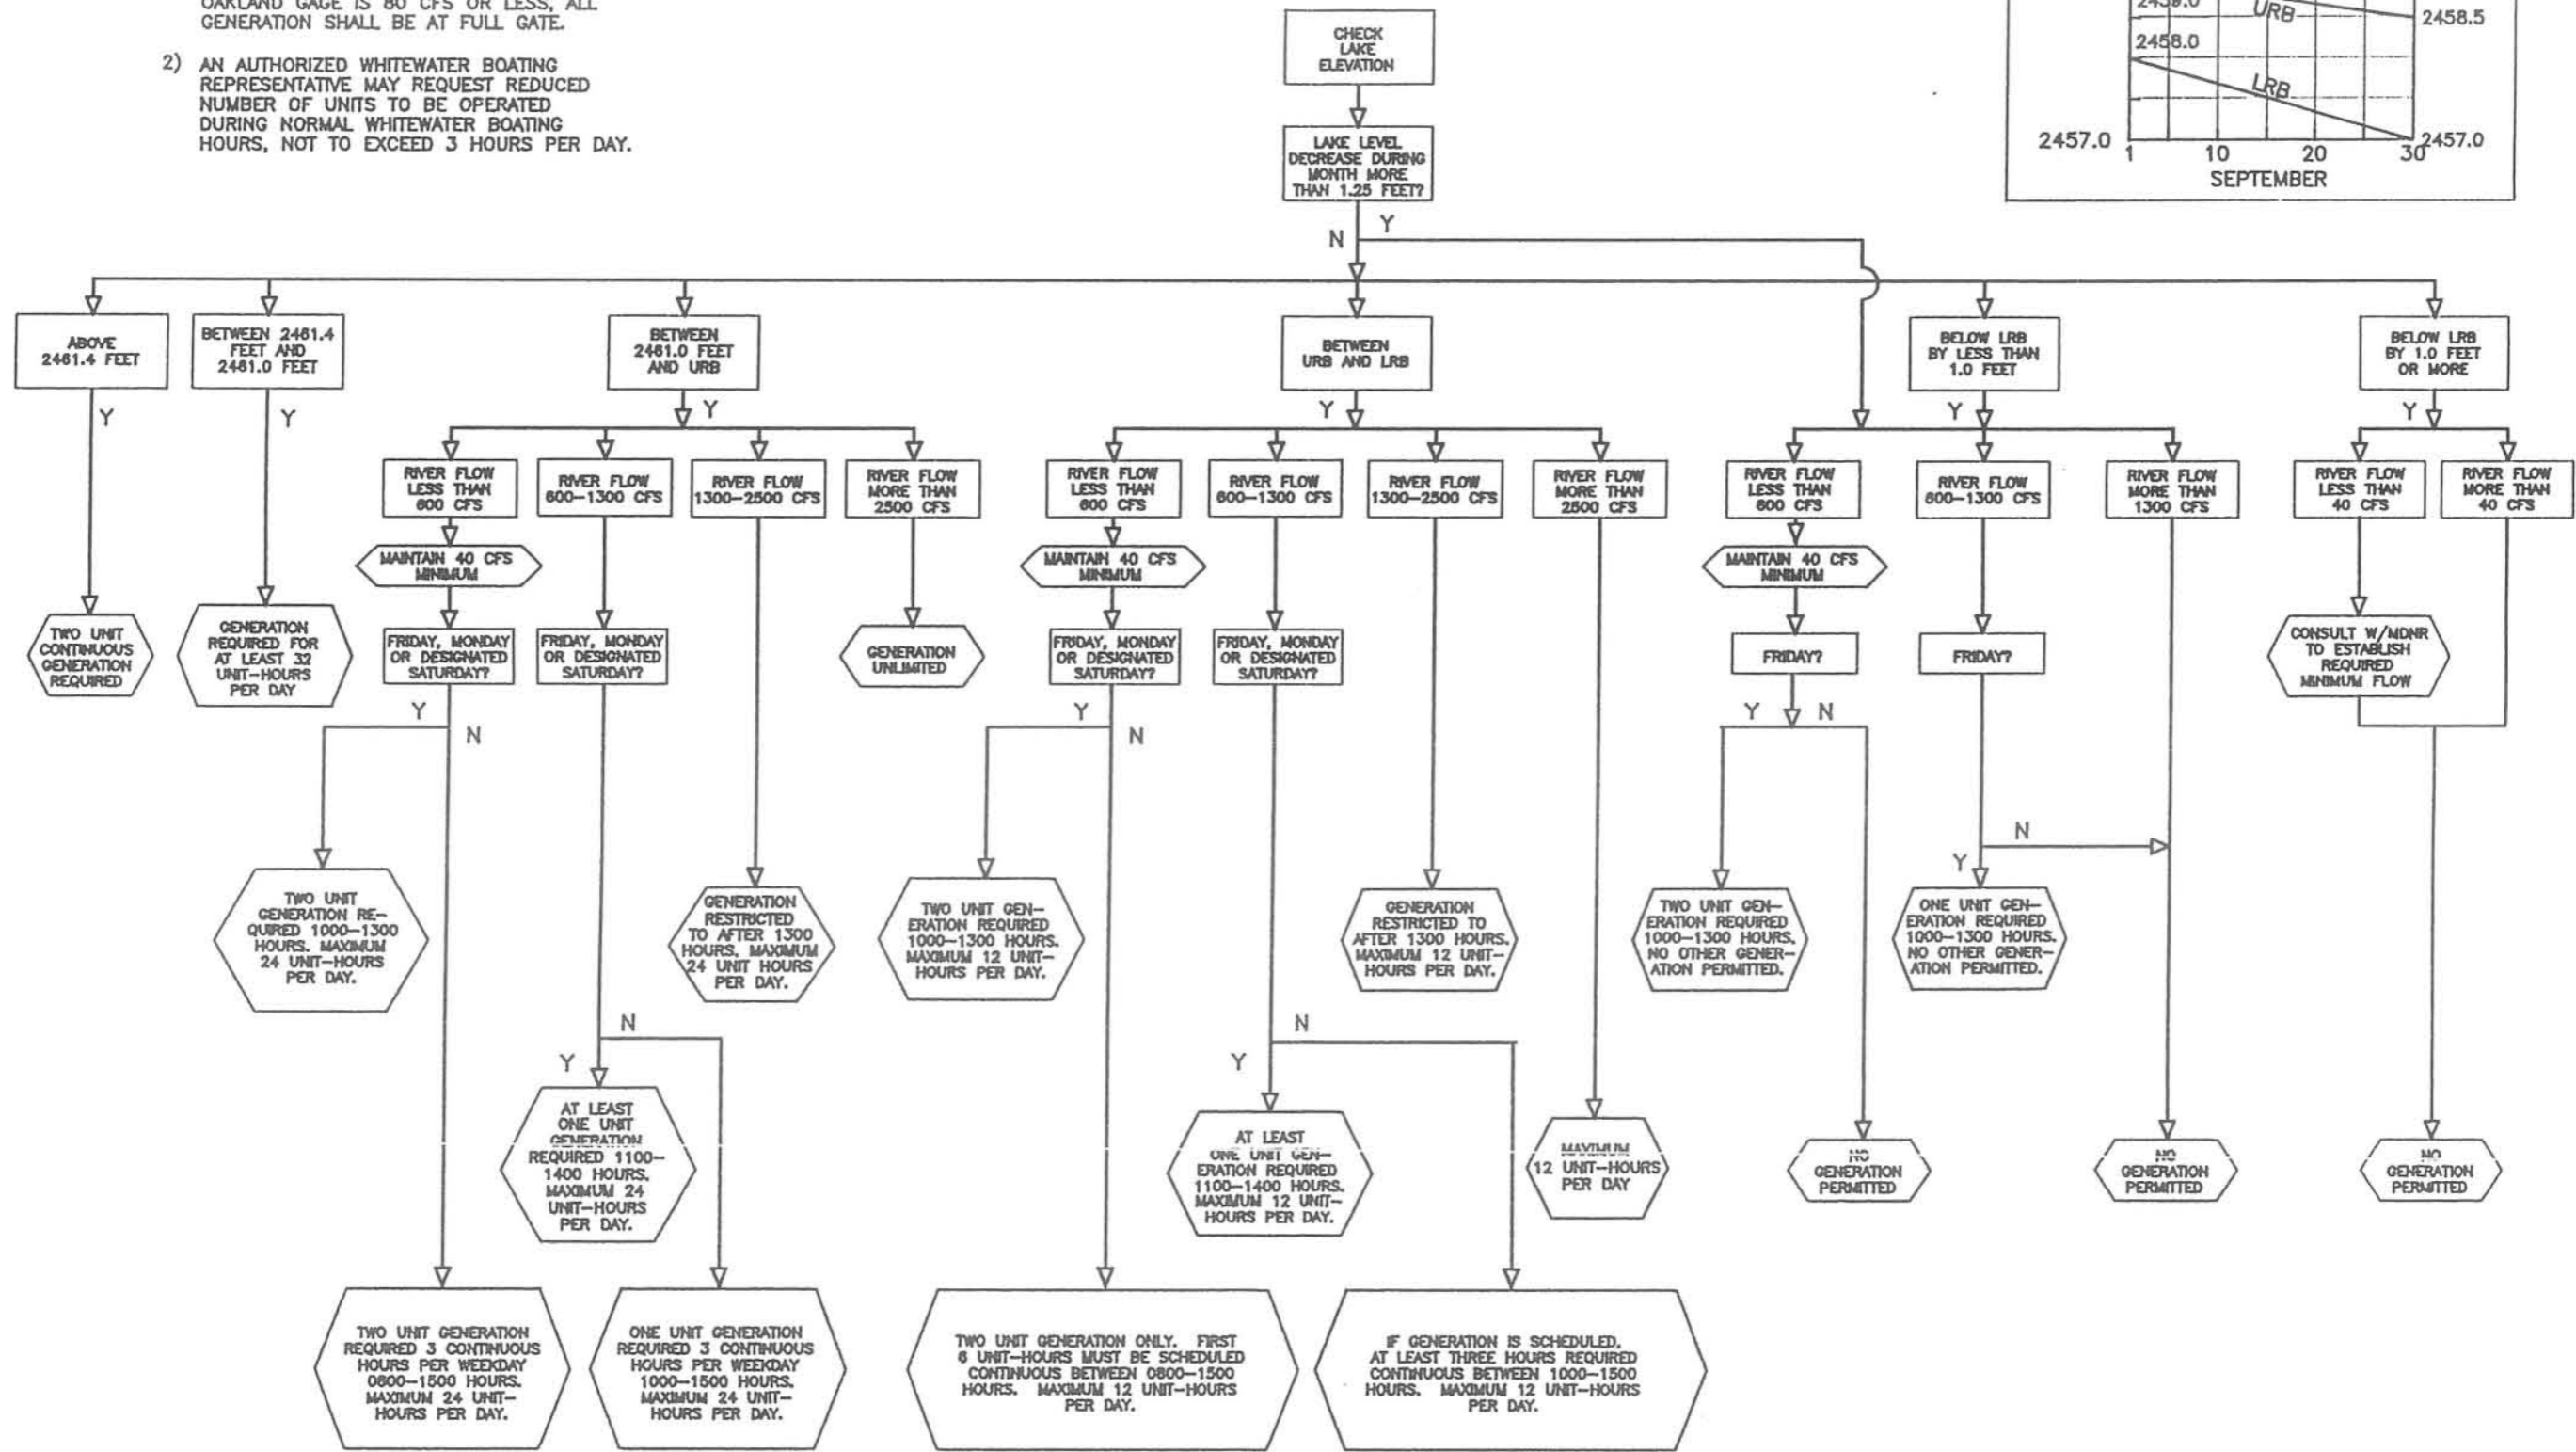 OAKLAND GAGE IS 80 CFS OR LESS, ALL
GENERATION SHALL BE AT FULL GATE.
2) AN AUTHORIZED WHITEWATER BOATING
REPRESENTATIVE MAY REQUEST REDUCED
NUMBER OF UNITS TO BE OPERATED
DURING NORMAL WHITEWATER BOATING
HOURS, NOT TO EXCEED 3 HOURS PER DAY.
2459.0
URB
2458.5
2458.0
LRB
2457.0
2457.0
1
10
20
30
SEPTEMBER
CHECK
LAKE
ELEVATION
LAKE LEVEL
DECREASE DURING
MONTH MORE
THAN 1.25 FEET?
Y
N
ABOVE
2461.4 FEET
Y
TWO UNIT
CONTINUOUS
GENERATION
REQUIRED
BETWEEN 2461.4
FEET AND
2461.0 FEET
Y
GENERATION
REQUIRED FOR
AT LEAST 32
UNIT-HOURS
PER DAY
BETWEEN
2461.0 FEET
AND URB
Y
RIVER FLOW
LESS THAN
600 CFS
MAINTAIN 40 CFS
MINIMUM
FRIDAY, MONDAY
OR DESIGNATED
SATURDAY?
Y
N
TWO UNIT
GENERATION RE-
QUIRED 1000-1300
HOURS. MAXIMUM
24 UNIT-HOURS
PER DAY.
TWO UNIT GENERATION
REQUIRED 3 CONTINUOUS
HOURS PER WEEKDAY
0800-1500 HOURS.
MAXIMUM 24 UNIT-
HOURS PER DAY.
RIVER FLOW
600-1300 CFS
FRIDAY, MONDAY
OR DESIGNATED
SATURDAY?
N
Y
AT LEAST
ONE UNIT
GENERATION
REQUIRED 1100-
1400 HOURS.
MAXIMUM 24
UNIT-HOURS
PER DAY.
ONE UNIT GENERATION
REQUIRED 3 CONTINUOUS
HOURS PER WEEKDAY
1000-1500 HOURS.
MAXIMUM 24 UNIT-
HOURS PER DAY.
RIVER FLOW
1300-2500 CFS
GENERATION
RESTRICTED
TO AFTER 1300
HOURS. MAXIMUM
24 UNIT HOURS
PER DAY.
RIVER FLOW
MORE THAN
2500 CFS
GENERATION
UNLIMITED
BETWEEN
URB AND LRB
Y
RIVER FLOW
LESS THAN
600 CFS
MAINTAIN 40 CFS
MINIMUM
FRIDAY, MONDAY
OR DESIGNATED
SATURDAY?
Y
N
TWO UNIT GEN-
ERATION REQUIRED
1000-1300 HOURS.
MAXIMUM 12 UNIT-
HOURS PER DAY.
TWO UNIT GENERATION ONLY. FIRST
6 UNIT-HOURS MUST BE SCHEDULED
CONTINUOUS BETWEEN 0800-1500
HOURS. MAXIMUM 12 UNIT-HOURS
PER DAY.
RIVER FLOW
600-1300 CFS
FRIDAY, MONDAY
OR DESIGNATED
SATURDAY?
N
Y
AT LEAST
ONE UNIT GEN-
ERATION REQUIRED
1100-1400 HOURS.
MAXIMUM 12 UNIT-
HOURS PER DAY.
IF GENERATION IS SCHEDULED,
AT LEAST THREE HOURS REQUIRED
CONTINUOUS BETWEEN 1000-1500
HOURS. MAXIMUM 12 UNIT-HOURS
PER DAY.
RIVER FLOW
1300-2500 CFS
GENERATION
RESTRICTED TO
AFTER 1300 HOURS.
MAXIMUM 12 UNIT-
HOURS PER DAY.
RIVER FLOW
MORE THAN
2500 CFS
MAXIMUM
12 UNIT-HOURS
PER DAY
BELOW LRB
BY LESS THAN
1.0 FEET
Y
RIVER FLOW
LESS THAN
600 CFS
MAINTAIN 40 CFS
MINIMUM
FRIDAY?
Y
N
TWO UNIT GEN-
ERATION REQUIRED
1000-1300 HOURS.
NO OTHER GENER-
ATION PERMITTED.
NO
GENERATION
PERMITTED
RIVER FLOW
600-1300 CFS
FRIDAY?
N
Y
ONE UNIT GEN-
ERATION REQUIRED
1000-1300 HOURS.
NO OTHER GENER-
ATION PERMITTED.
RIVER FLOW
MORE THAN
1300 CFS
NO
GENERATION
PERMITTED
BELOW LRB
BY 1.0 FEET
OR MORE
Y
RIVER FLOW
LESS THAN
40 CFS
CONSULT W/MDNR
TO ESTABLISH
REQUIRED
MINIMUM FLOW
RIVER FLOW
MORE THAN
40 CFS
NO
GENERATION
PERMITTED